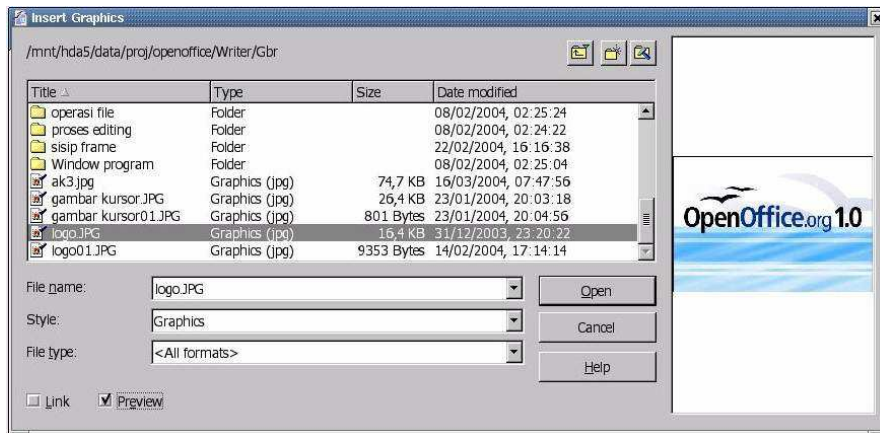 Insert Graphics
/mnt/hda5/data/proj/openoffice/Writer/Gbr
Title Type Size Date modified
operasi file Folder 08/02/2004, 02:25:24
proses editing Folder 08/02/2004, 02:24:22
sisip frame Folder 22/02/2004, 16:16:38
Window program Folder 08/02/2004, 02:25:04
ak3.jpg Graphics (jpg) 74,7 KB 16/03/2004, 07:47:56
gambar kursor.JPG Graphics (jpg) 26,4 KB 23/01/2004, 20:03:18
gambar kursor01.JPG Graphics (jpg) 801 Bytes 23/01/2004, 20:04:56
logo.JPG Graphics (jpg) 16,4 KB 31/12/2003, 23:20:22
logo01.JPG Graphics (jpg) 9353 Bytes 14/02/2004, 17:14:14
OpenOffice.org 1.0
File name: logo.JPG Open
Style: Graphics Cancel
File type: <All formats> Help
Link Preview